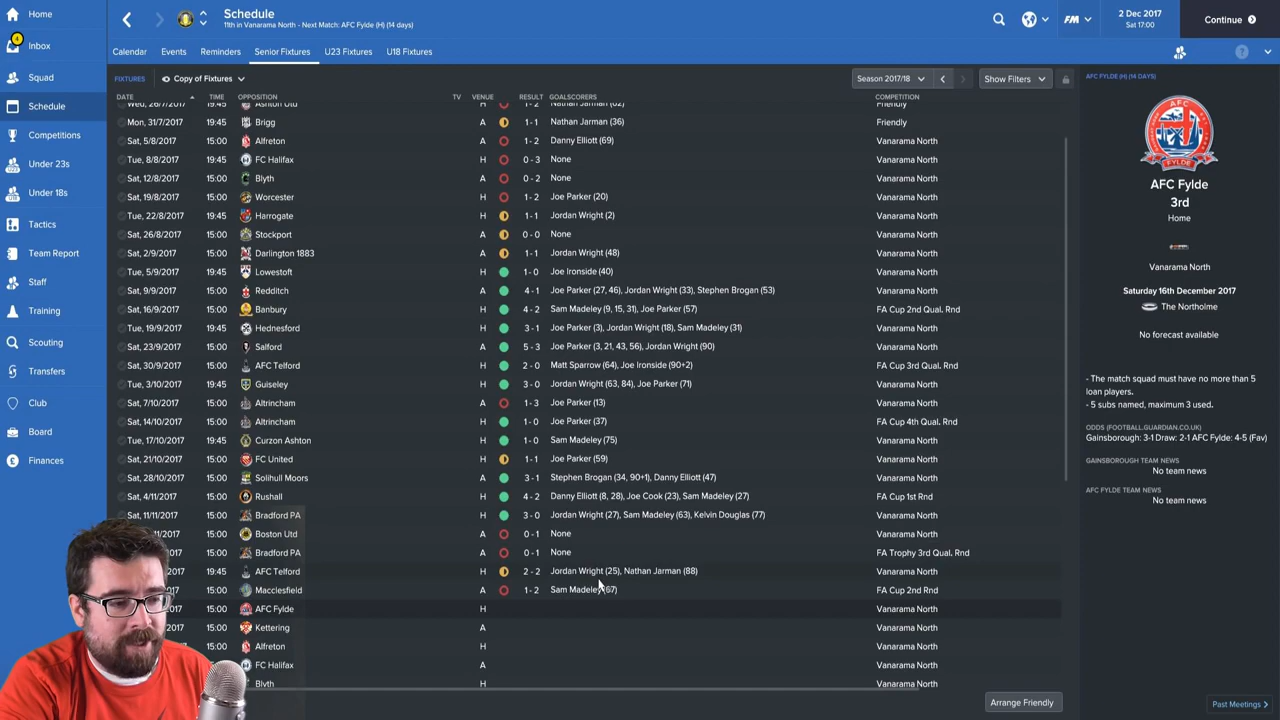 Home
4
Inbox
Squad
Schedule
Competitions
Under 23s
Under 18s
Tactics
Team Report
Staff
Training
Scouting
Transfers
Club
Board
Finances
Schedule
11th in Vanarama North - Next Match: AFC Fylde (H) (14 days)
FM
2 Dec 2017
Sat 17:00
Continue
Calendar Events Reminders Senior Fixtures U23 Fixtures U18 Fixtures
FIXTURES Copy of Fixtures Season 2017/18 Show Filters
DATE TIME OPPOSITION TV VENUE RESULT GOALSCORERS COMPETITION
Wed, 26/7/2017 19:45 Ashton Utd H 1-2 Nathan Jarman (62) Friendly
Mon, 31/7/2017 19:45 Brigg A 1-1 Nathan Jarman (36) Friendly
Sat, 5/8/2017 15:00 Alfreton A 1-2 Danny Elliott (69) Vanarama North
Tue, 8/8/2017 19:45 FC Halifax H 0-3 None Vanarama North
Sat, 12/8/2017 15:00 Blyth A 0-2 None Vanarama North
Sat, 19/8/2017 15:00 Worcester H 1-2 Joe Parker (20) Vanarama North
Tue, 22/8/2017 19:45 Harrogate H 1-1 Jordan Wright (2) Vanarama North
Sat, 26/8/2017 15:00 Stockport A 0-0 None Vanarama North
Sat, 2/9/2017 15:00 Darlington 1883 A 1-1 Jordan Wright (48) Vanarama North
Tue, 5/9/2017 19:45 Lowestoft H 1-0 Joe Ironside (40) Vanarama North
Sat, 9/9/2017 15:00 Redditch A 4-1 Joe Parker (27, 46), Jordan Wright (33), Stephen Brogan (53) Vanarama North
Sat, 16/9/2017 15:00 Banbury H 4-2 Sam Madeley (9, 15, 31), Joe Parker (57) FA Cup 2nd Qual. Rnd
Tue, 19/9/2017 19:45 Hednesford H 3-1 Joe Parker (3), Jordan Wright (18), Sam Madeley (31) Vanarama North
Sat, 23/9/2017 15:00 Salford A 5-3 Joe Parker (3, 21, 43, 56), Jordan Wright (90) Vanarama North
Sat, 30/9/2017 15:00 AFC Telford H 2-0 Matt Sparrow (64), Joe Ironside (90+2) FA Cup 3rd Qual. Rnd
Tue, 3/10/2017 19:45 Guiseley H 3-0 Jordan Wright (63, 84), Joe Parker (71) Vanarama North
Sat, 7/10/2017 15:00 Altrincham A 1-3 Joe Parker (13) Vanarama North
Sat, 14/10/2017 15:00 Altrincham H 1-0 Joe Parker (37) FA Cup 4th Qual. Rnd
Tue, 17/10/2017 19:45 Curzon Ashton H 1-0 Sam Madeley (75) Vanarama North
Sat, 21/10/2017 15:00 FC United H 1-1 Joe Parker (59) Vanarama North
Sat, 28/10/2017 15:00 Solihull Moors A 3-1 Stephen Brogan (34, 90+1), Danny Elliott (47) Vanarama North
Sat, 4/11/2017 15:00 Rushall H 4-2 Danny Elliott (8, 28), Joe Cook (23), Sam Madeley (27) FA Cup 1st Rnd
Sat, 11/11/2017 15:00 Bradford PA H 3-0 Jordan Wright (27), Sam Madeley (63), Kelvin Douglas (77) Vanarama North
11/2017 15:00 Boston Utd A 0-1 None Vanarama North
15:00 Bradford PA A 0-1 None FA Trophy 3rd Qual. Rnd
19:45 AFC Telford H 2-2 Jordan Wright (25), Nathan Jarman (88) Vanarama North
15:00 Macclesfield A 1-2 Sam Madeley (67) FA Cup 2nd Rnd
15:00 AFC Fylde H Vanarama North
2017 15:00 Kettering A Vanarama North
15:00 Alfreton H Vanarama North
15:00 FC Halifax A Vanarama North
15:00 Blyth H Vanarama North
Arrange Friendly
AFC FYLDE (H) (14 DAYS)
AFC
FYLDE
AFC Fylde
3rd
Home
Vanarama North
Saturday 16th December 2017
The Northolme
No forecast available
- The match squad must have no more than 5
loan players.
- 5 subs named, maximum 3 used.
ODDS (FOOTBALL.GUARDIAN.CO.UK)
Gainsborough: 3-1 Draw: 2-1 AFC Fylde: 4-5 (Fav)
GAINSBOROUGH TEAM NEWS
No team news
AFC FYLDE TEAM NEWS
No team news
Past Meetings